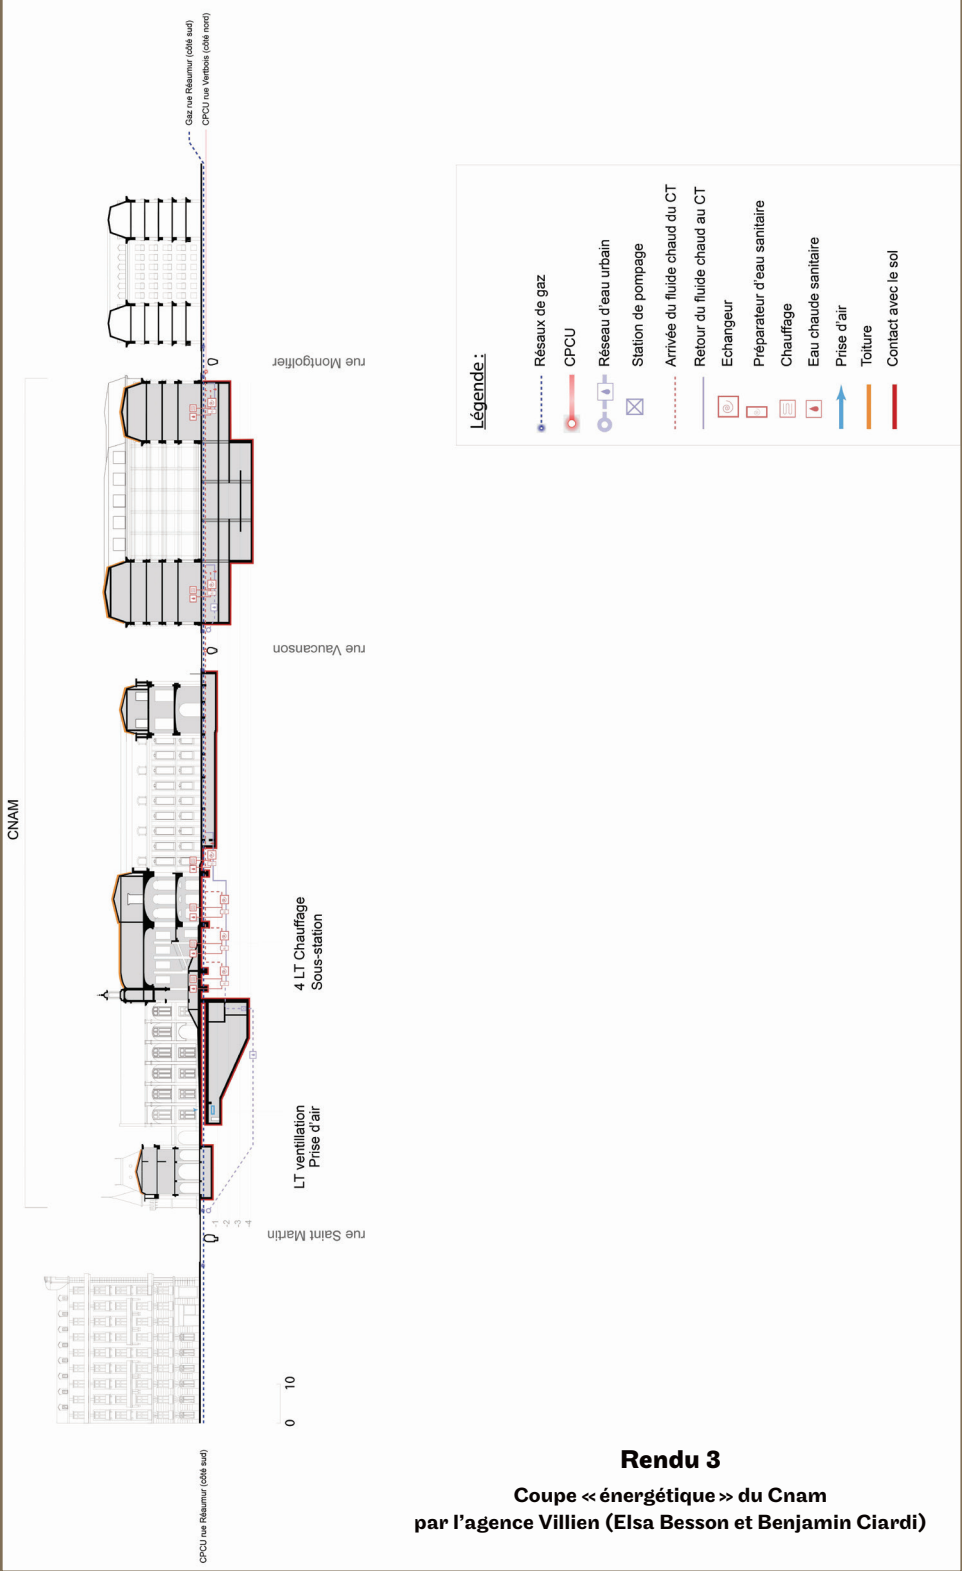 CPCU rue Réaumur (côté sud)
Gaz rue Réaumur (côté sud)
CPCU rue Vertbois (côté nord)
CNAM
rue Saint Martin
rue Vaucanson
rue Montgolfier
-1
-2
-3
-4
LT ventillation
Prise d'air
4 LT Chauffage
Sous-station
0
10
Légende :
Résaux de gaz
CPCU
Réseau d'eau urbain
Station de pompage
Arrivée du fluide chaud du CT
Retour du fluide chaud au CT
Echangeur
Préparateur d'eau sanitaire
Chauffage
Eau chaude sanitaire
Prise d'air
Toiture
Contact avec le sol
Rendu 3
Coupe « énergétique » du Cnam
par l'agence Villien (Elsa Besson et Benjamin Ciardi)